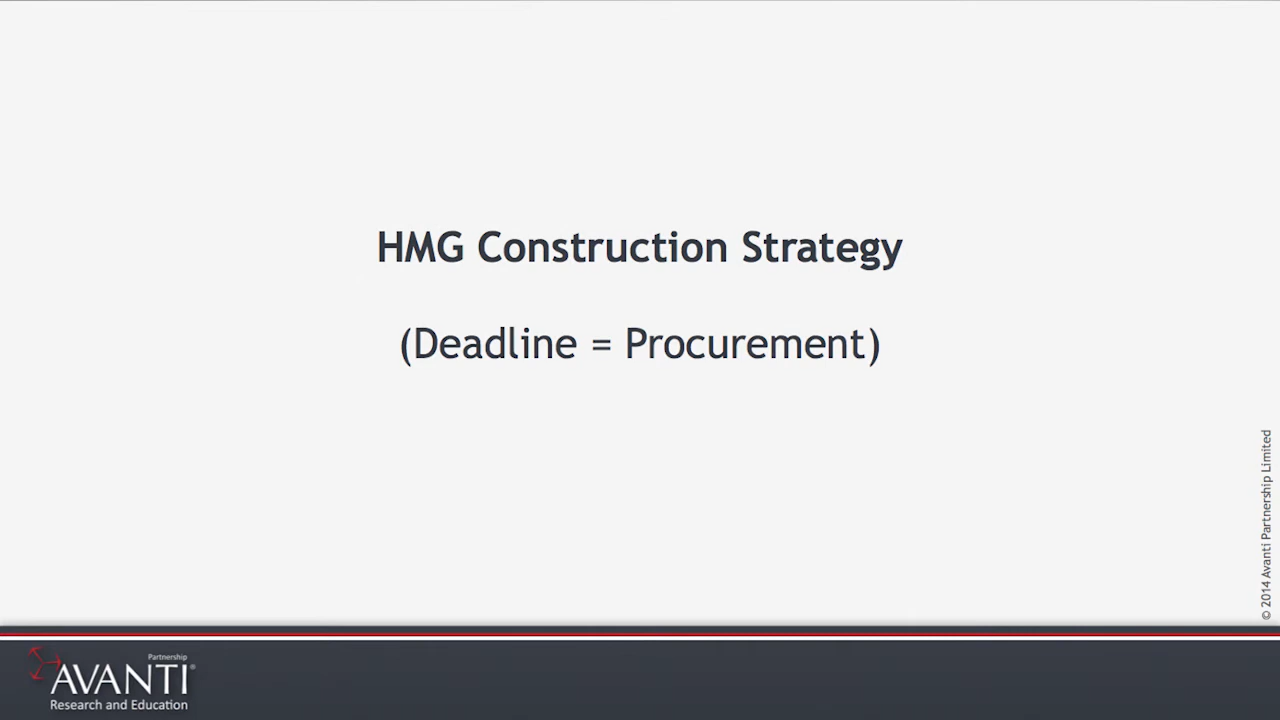 HMG Construction Strategy
(Deadline = Procurement)
© 2014 Avanti Partnership Limited
Partnership
AVANTI®
Research and Education